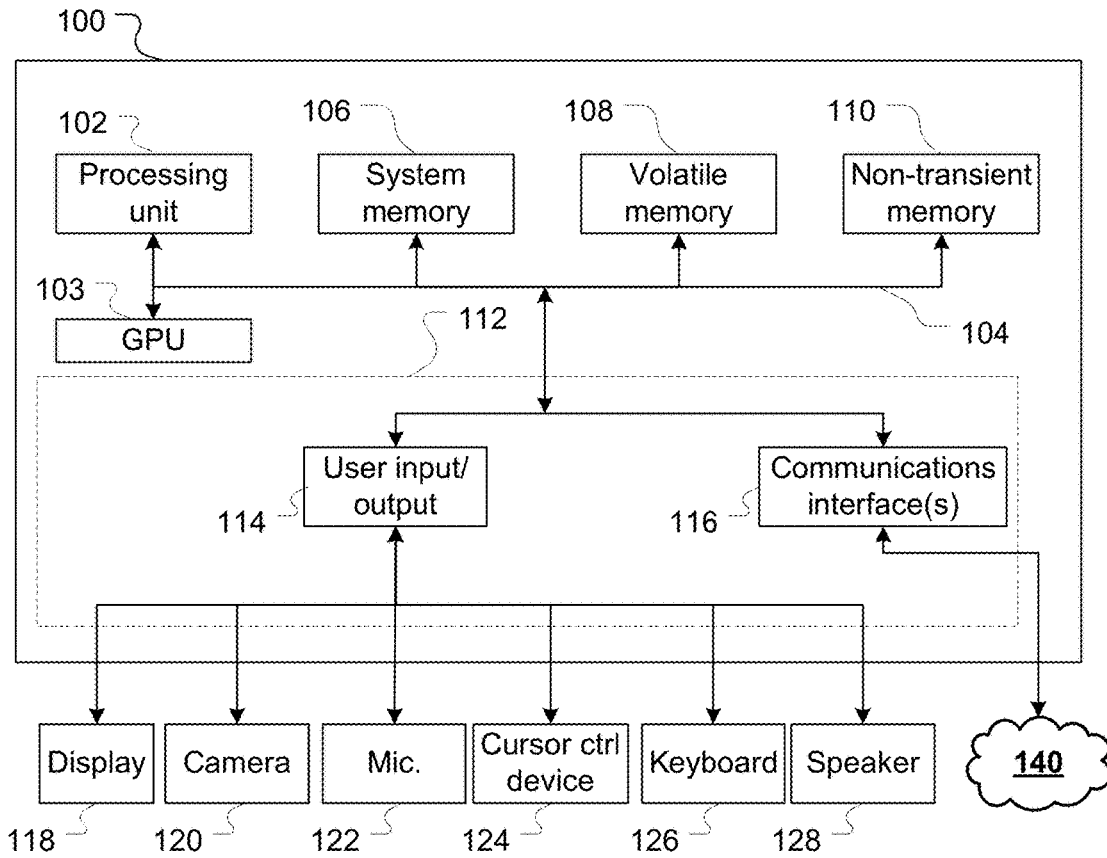 100
102
106
108
110
Processing
unit
System
memory
Volatile
memory
Non-transient
memory
103
GPU
112
104
User input/
output
114
Communications
interface(s)
116
Display
Camera
Mic.
Cursor ctrl
device
Keyboard
Speaker
140
118
120
122
124
126
128